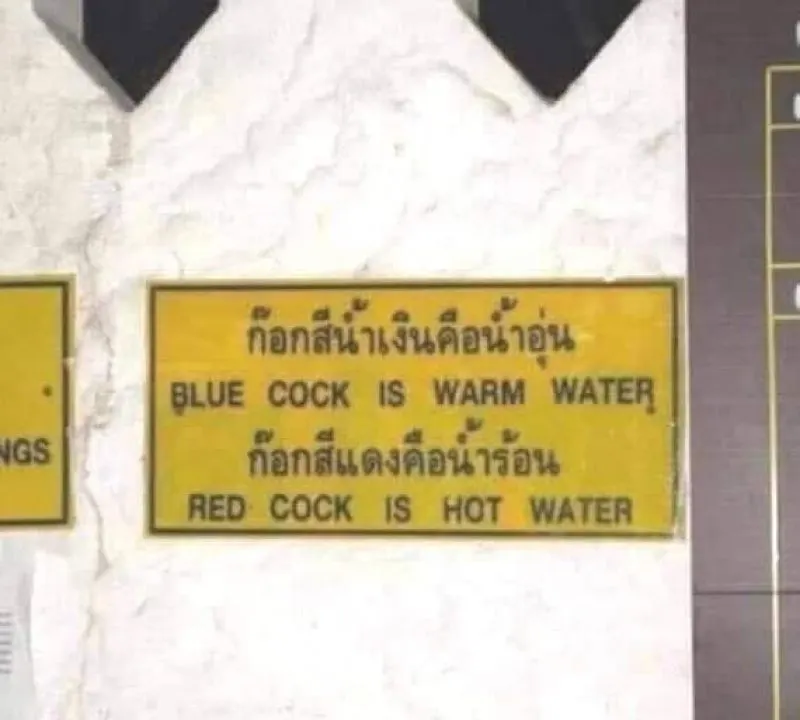 ก๊อกสีน้ำเงินคือน้ำอุ่น
BLUE COCK IS WARM WATER
NGS
ก๊อกสีแดงคือน้ำร้อน
RED COCK IS HOT WATER